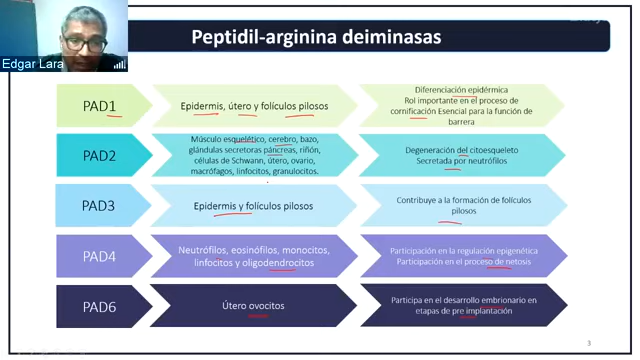 Peptidil-arginina deiminasas
Edgar Lara
PAD1
Epidermis, útero y folículos pilosos
Diferenciación epidérmica
Rol importante en el proceso de
cornificación Esencial para la función de
barrera
PAD2
Músculo esquelético, cerebro, bazo,
glándulas secretoras páncreas, riñón,
células de Schwann, útero, ovario,
macrófagos, linfocitos, granulocitos.
Degeneración del citoesqueleto
Secretada por neutrófilos
PAD3
Epidermis y folículos pilosos
Contribuye a la formación de folículos
pilosos
PAD4
Neutrófilos, eosinófilos, monocitos,
linfocitos y oligodendrocitos
Participación en la regulación epigenética
Participación en el proceso de netosis
PAD6
Útero ovocitos
Participa en el desarrollo embrionario en
etapas de pre implantación
3